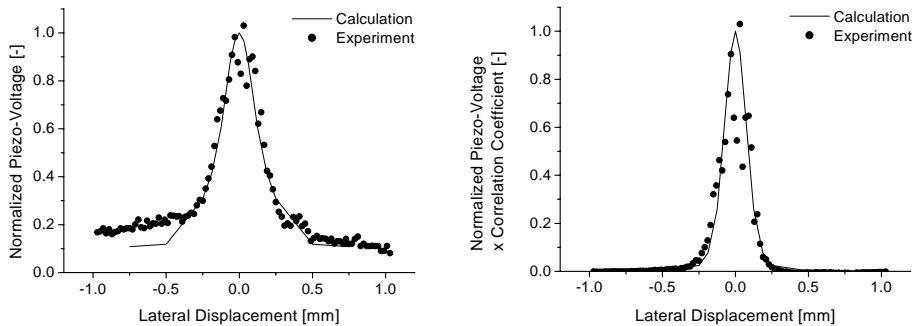 Calculation
Experiment
Normalized Piezo-Voltage [-]
1.0
0.8
0.6
0.4
0.2
0.0
-1.0
-0.5
0.0
0.5
1.0
Lateral Displacement [mm]
Calculation
Experiment
Normalized Piezo-Voltage
x Correlation Coefficient [-]
1.0
0.8
0.6
0.4
0.2
0.0
-1.0
-0.5
0.0
0.5
1.0
Lateral Displacement [mm]